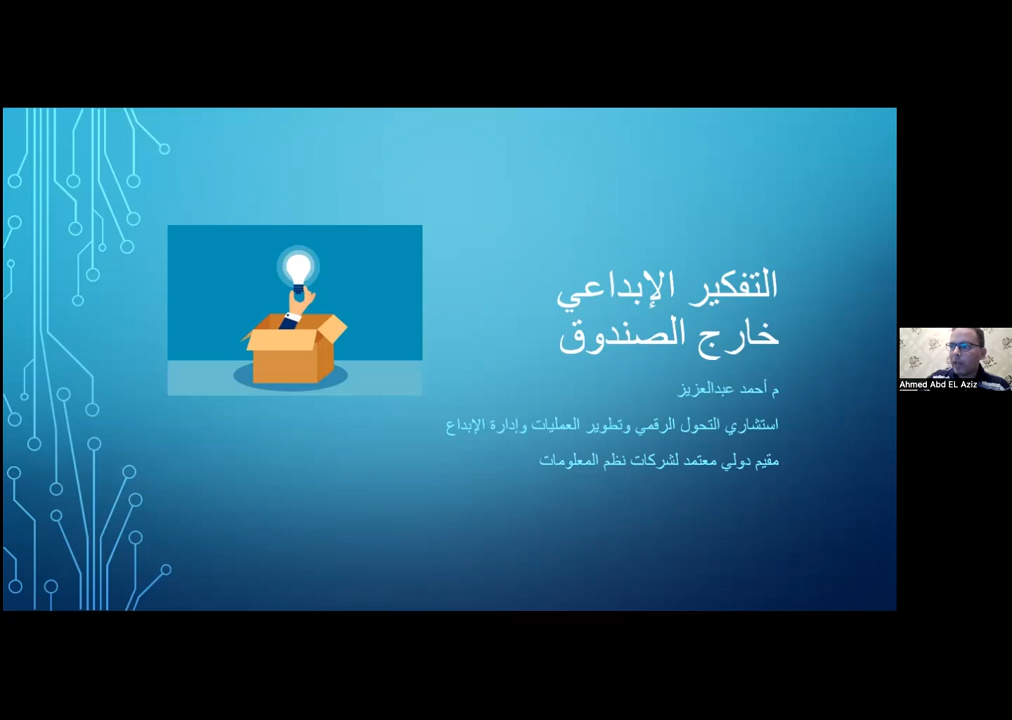 التفكير الإبداعي
خارج الصندوق
م أحمد عبدالعزيز
استشاري التحول الرقمي وتطوير العمليات وإدارة الإبداع
مقيم دولي معتمد لشركات نظم المعلومات
Ahmed Abd EL Aziz